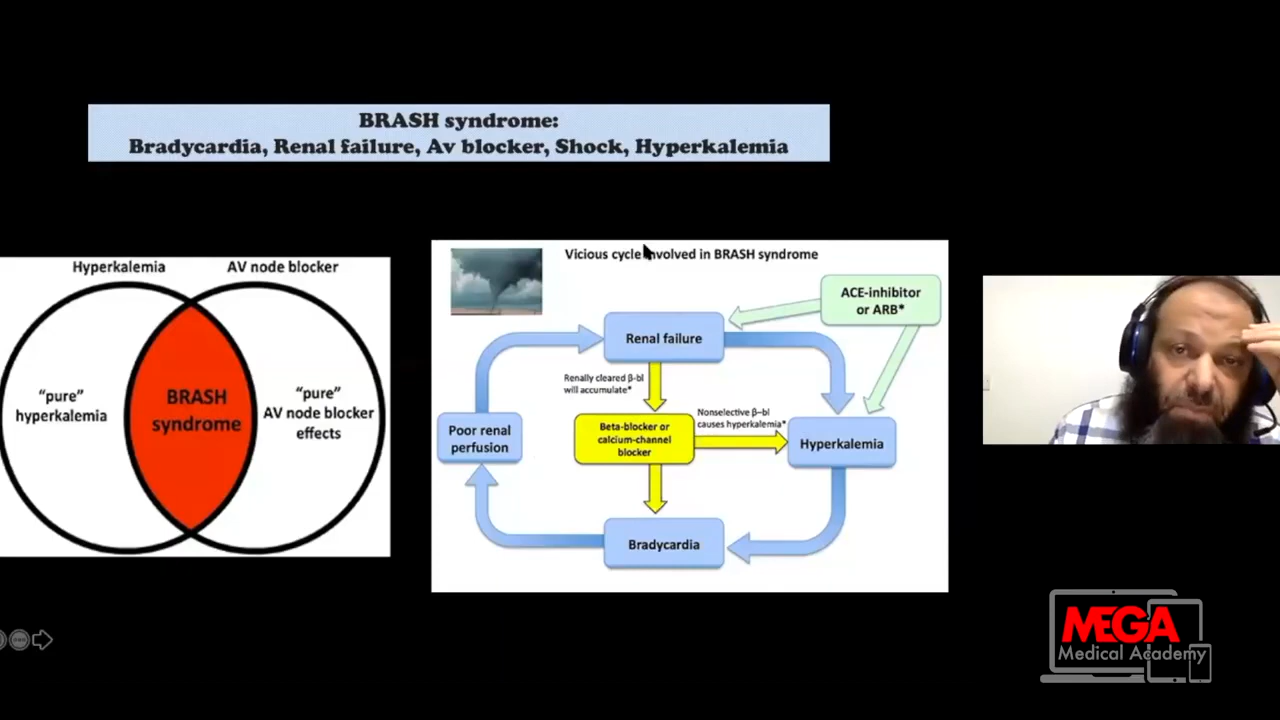 BRASH syndrome:
Bradycardia, Renal failure, Av blocker, Shock, Hyperkalemia
Hyperkalemia
AV node blocker
“pure”
hyperkalemia
BRASH
syndrome
“pure”
AV node blocker
effects
Vicious cycle involved in BRASH syndrome
ACE-inhibitor
or ARB*
Renal failure
Renally cleared β-bl
will accumulate*
Nonselective β–bl
causes hyperkalemia*
Poor renal
perfusion
Beta-blocker or
calcium-channel
blocker
Hyperkalemia
Bradycardia
MEGA
Medical Academy